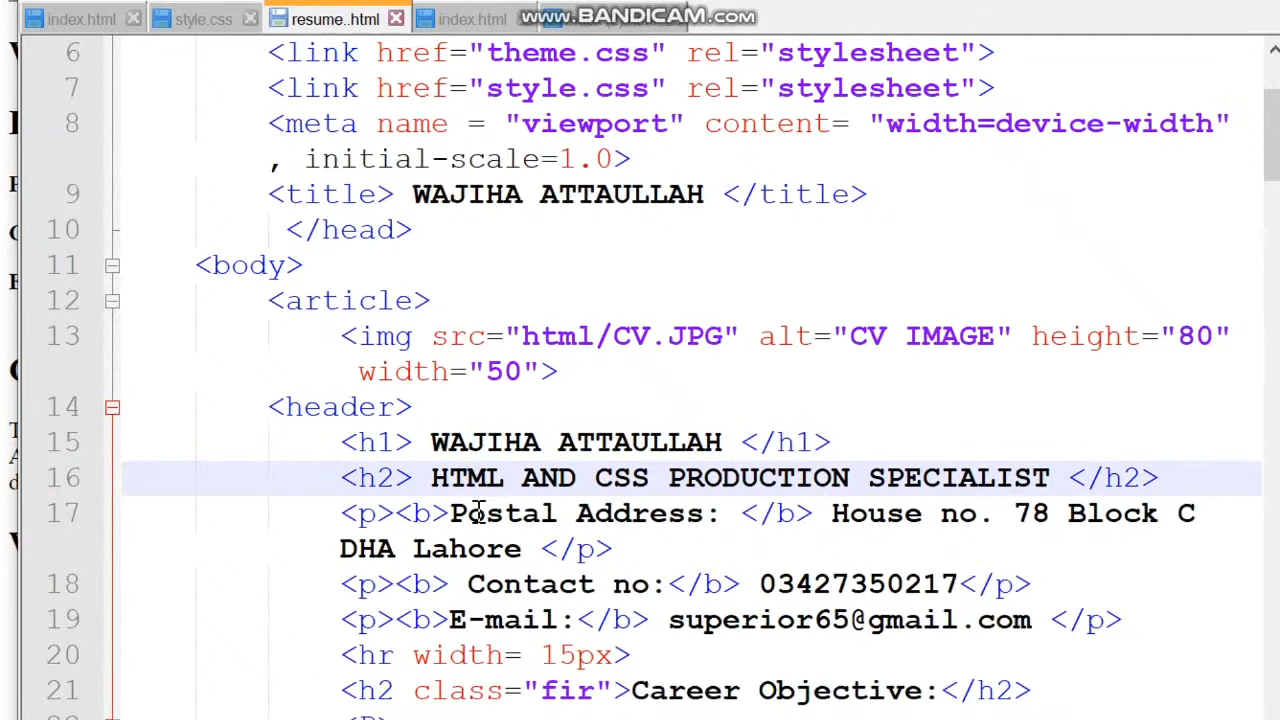 index.html style.css resume..html index.html
www.BANDICAM.com
6 <link href="theme.css" rel="stylesheet">
7 <link href="style.css" rel="stylesheet">
8 <meta name = "viewport" content= "width=device-width"
, initial-scale=1.0>
9 <title> WAJIHA ATTAULLAH </title>
10 </head>
11 <body>
12 <article>
13 <img src="html/CV.JPG" alt="CV IMAGE" height="80"
width="50">
14 <header>
15 <h1> WAJIHA ATTAULLAH </h1>
16 <h2> HTML AND CSS PRODUCTION SPECIALIST </h2>
17 <p><b>Postal Address: </b> House no. 78 Block C
DHA Lahore </p>
18 <p><b> Contact no:</b> 03427350217</p>
19 <p><b>E-mail:</b> superior65@gmail.com </p>
20 <hr width= 15px>
21 <h2 class="fir">Career Objective:</h2>